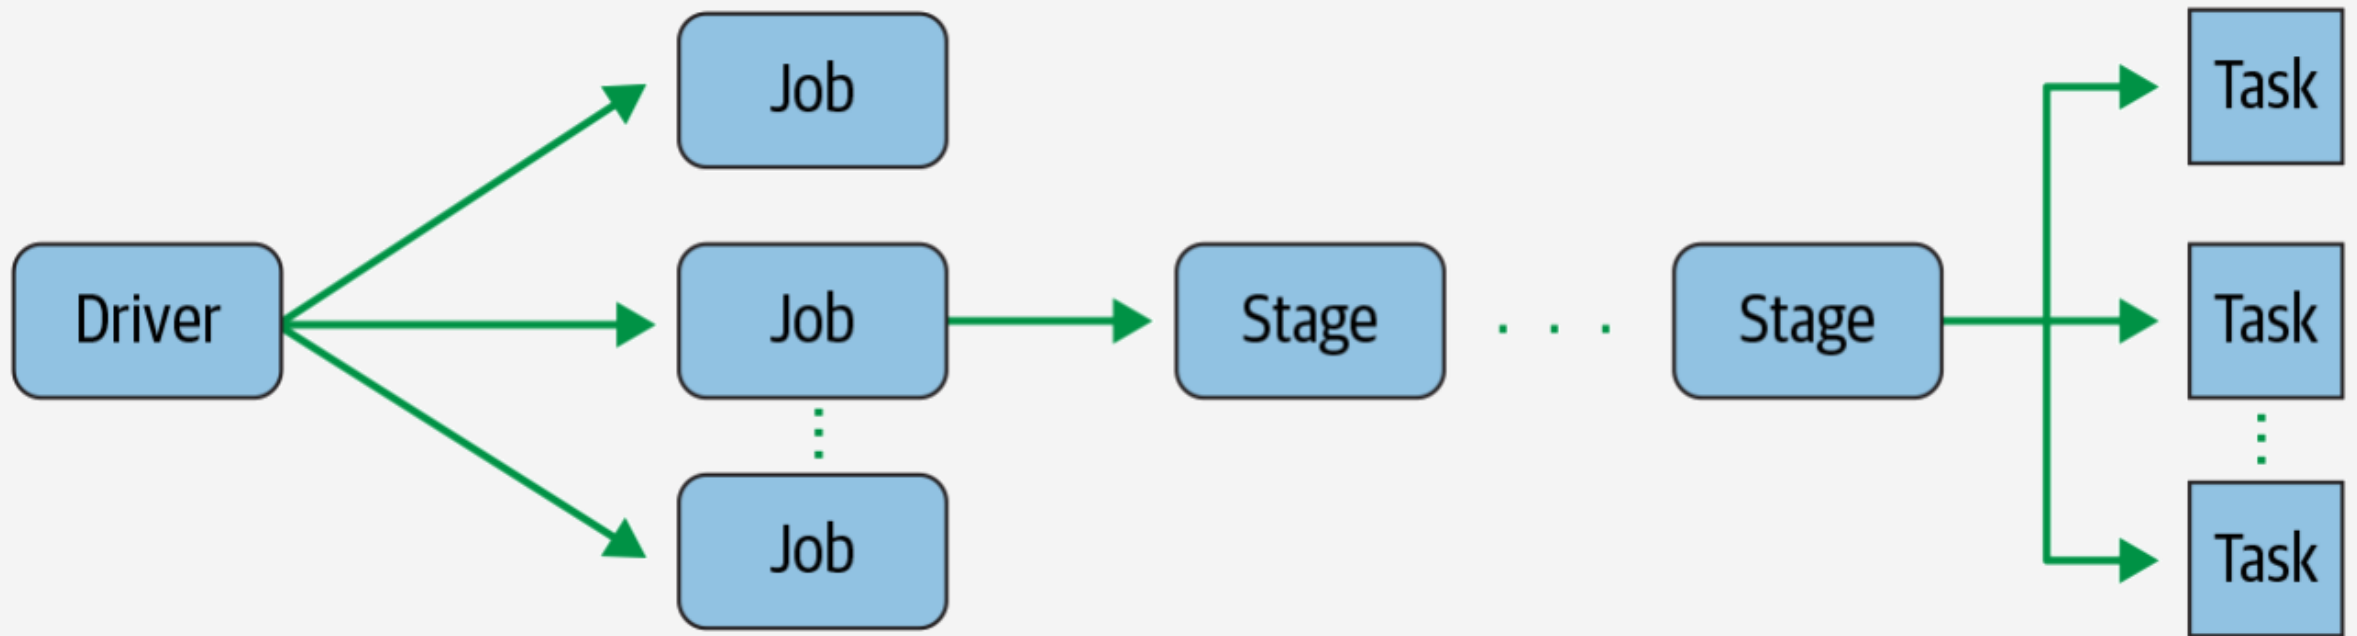 Job
Task
Driver
Job
Stage
Stage
Task
Job
Task